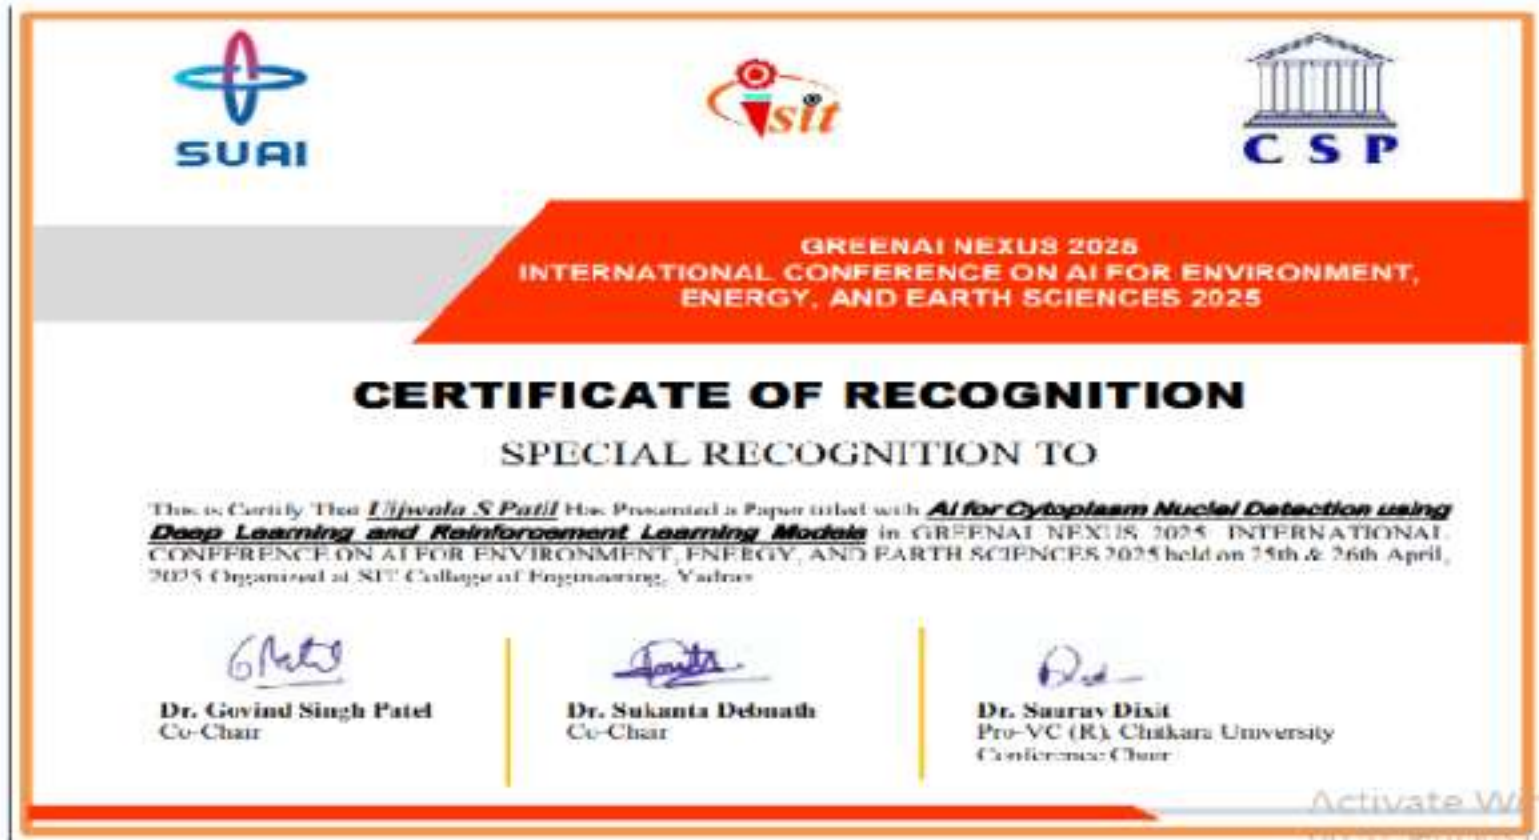 SUAI
isit
CSP
GREENAI NEXUS 2025
INTERNATIONAL CONFERENCE ON AI FOR ENVIRONMENT,
ENERGY, AND EARTH SCIENCES 2025
CERTIFICATE OF RECOGNITION
SPECIAL RECOGNITION TO
This is Certify That Ujjwala S Patil Has Presented a Paper titled with AI for Cytoplasm Nuclei Detection using
Deep Learning and Reinforcement Learning Models in GREENAI NEXUS 2025 INTERNATIONAL
CONFERENCE ON AI FOR ENVIRONMENT, ENERGY, AND EARTH SCIENCES 2025 held on 25th & 26th April,
2025 Organized at SIT College of Engineering, Yadrav
Dr. Govind Singh Patel
Co-Chair
Dr. Sukanta Debnath
Co-Chair
Dr. Saurav Dixit
Pro-VC (R), Chitkara University
Conference Chair
Activate